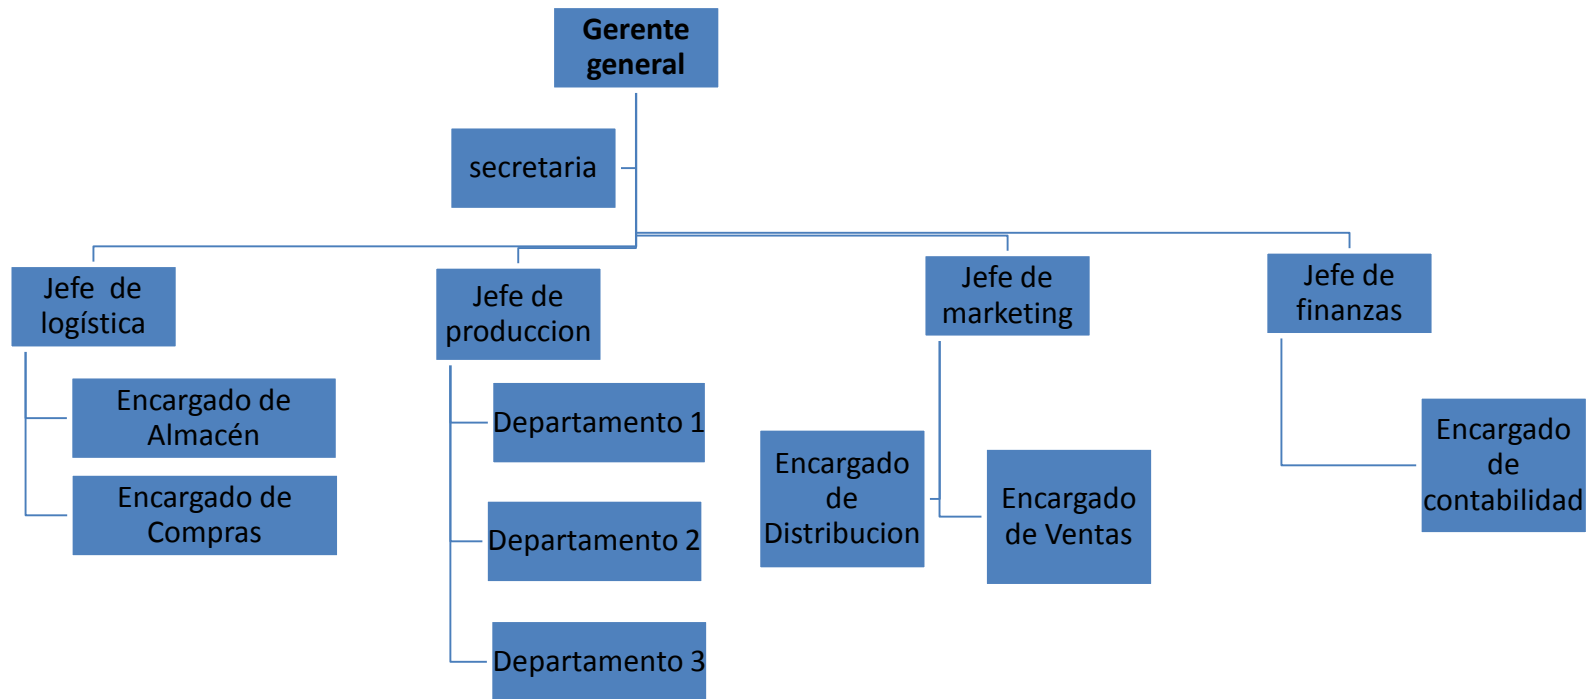 Gerente
general
secretaria
Jefe de
logística
Encargado de
Almacén
Encargado de
Compras
Jefe de
produccion
Departamento 1
Departamento 2
Departamento 3
Jefe de
marketing
Encargado
de
Distribucion
Encargado
de Ventas
Jefe de
finanzas
Encargado
de
contabilidad